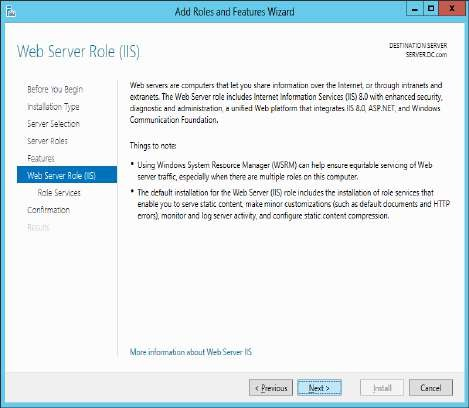 Add Roles and Features Wizard
Web Server Role (IIS)
DESTINATION SERVER
SERVER.DC.com
Before You Begin
Installation Type
Server Selection
Server Roles
Features
Web Server Role (IIS)
Role Services
Confirmation
Results
Web servers are computers that let you share information over the Internet, or through intranets and
extranets. The Web Server role includes Internet Information Services (IIS) 8.0 with enhanced security,
diagnostic and administration, a unified Web platform that integrates IIS 8.0, ASP.NET, and Windows
Communication Foundation.
Things to note:
• Using Windows System Resource Manager (WSRM) can help ensure equitable servicing of Web
server traffic, especially when there are multiple roles on this computer.
• The default installation for the Web Server (IIS) role includes the installation of role services that
enable you to serve static content, make minor customizations (such as default documents and HTTP
errors), monitor and log server activity, and configure static content compression.
More information about Web Server IIS
< Previous
Next >
Install
Cancel